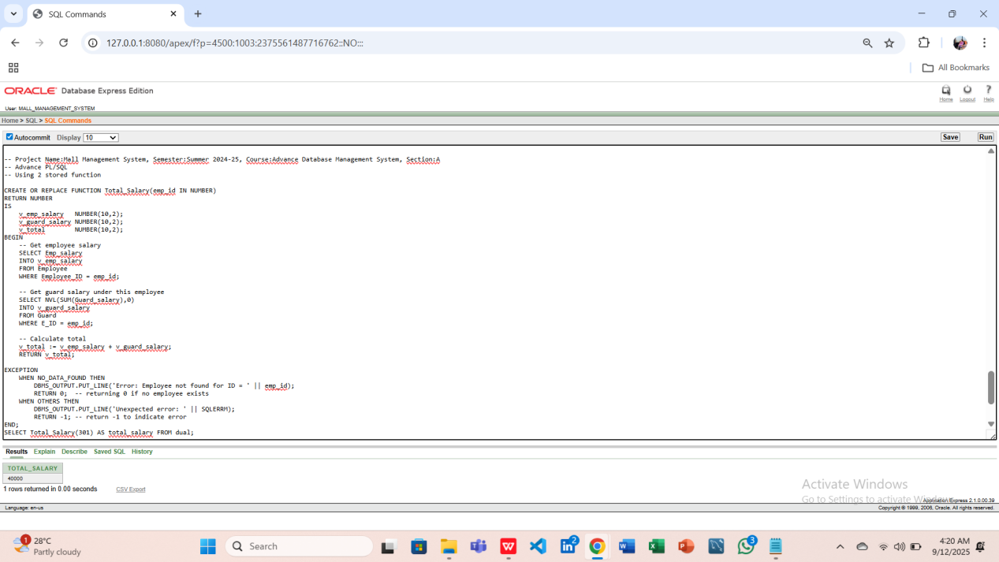 SQL Commands
127.0.0.1:8080/apex/f?p=4500:1003:2375561487716762::NO:::
All Bookmarks
ORACLE Database Express Edition
Home Logout Help
User: MALL_MANAGEMENT_SYSTEM
Home > SQL > SQL Commands
Autocommit Display 10 Save Run
-- Project Name:Mall Management System, Semester:Summer 2024-25, Course:Advance Database Management System, Section:A
-- Advance PL/SQL
-- Using 2 stored function
CREATE OR REPLACE FUNCTION Total_Salary(emp_id IN NUMBER)
RETURN NUMBER
IS
v_emp_salary NUMBER(10,2);
v_guard_salary NUMBER(10,2);
v_total NUMBER(10,2);
BEGIN
-- Get employee salary
SELECT Emp_salary
INTO v_emp_salary
FROM Employee
WHERE Employee_ID = emp_id;
-- Get guard salary under this employee
SELECT NVL(SUM(Guard_salary),0)
INTO v_guard_salary
FROM Guard
WHERE E_ID = emp_id;
-- Calculate total
v_total := v_emp_salary + v_guard_salary;
RETURN v_total;
EXCEPTION
WHEN NO_DATA_FOUND THEN
DBMS_OUTPUT.PUT_LINE('Error: Employee not found for ID = ' || emp_id);
RETURN 0; -- returning 0 if no employee exists
WHEN OTHERS THEN
DBMS_OUTPUT.PUT_LINE('Unexpected error: ' || SQLERRM);
RETURN -1; -- return -1 to indicate error
END;
SELECT Total_Salary(301) AS total_salary FROM dual;
Results Explain Describe Saved SQL History
TOTAL_SALARY
40000
1 rows returned in 0.00 seconds CSV Export
Activate Windows
Go to Settings to activate Windows.
Application Express 2.1.0.00.39
Language: en-us Copyright © 1999, 2006, Oracle. All rights reserved.
1 28°C
Partly cloudy
Search
2
3
4:20 AM
9/12/2025